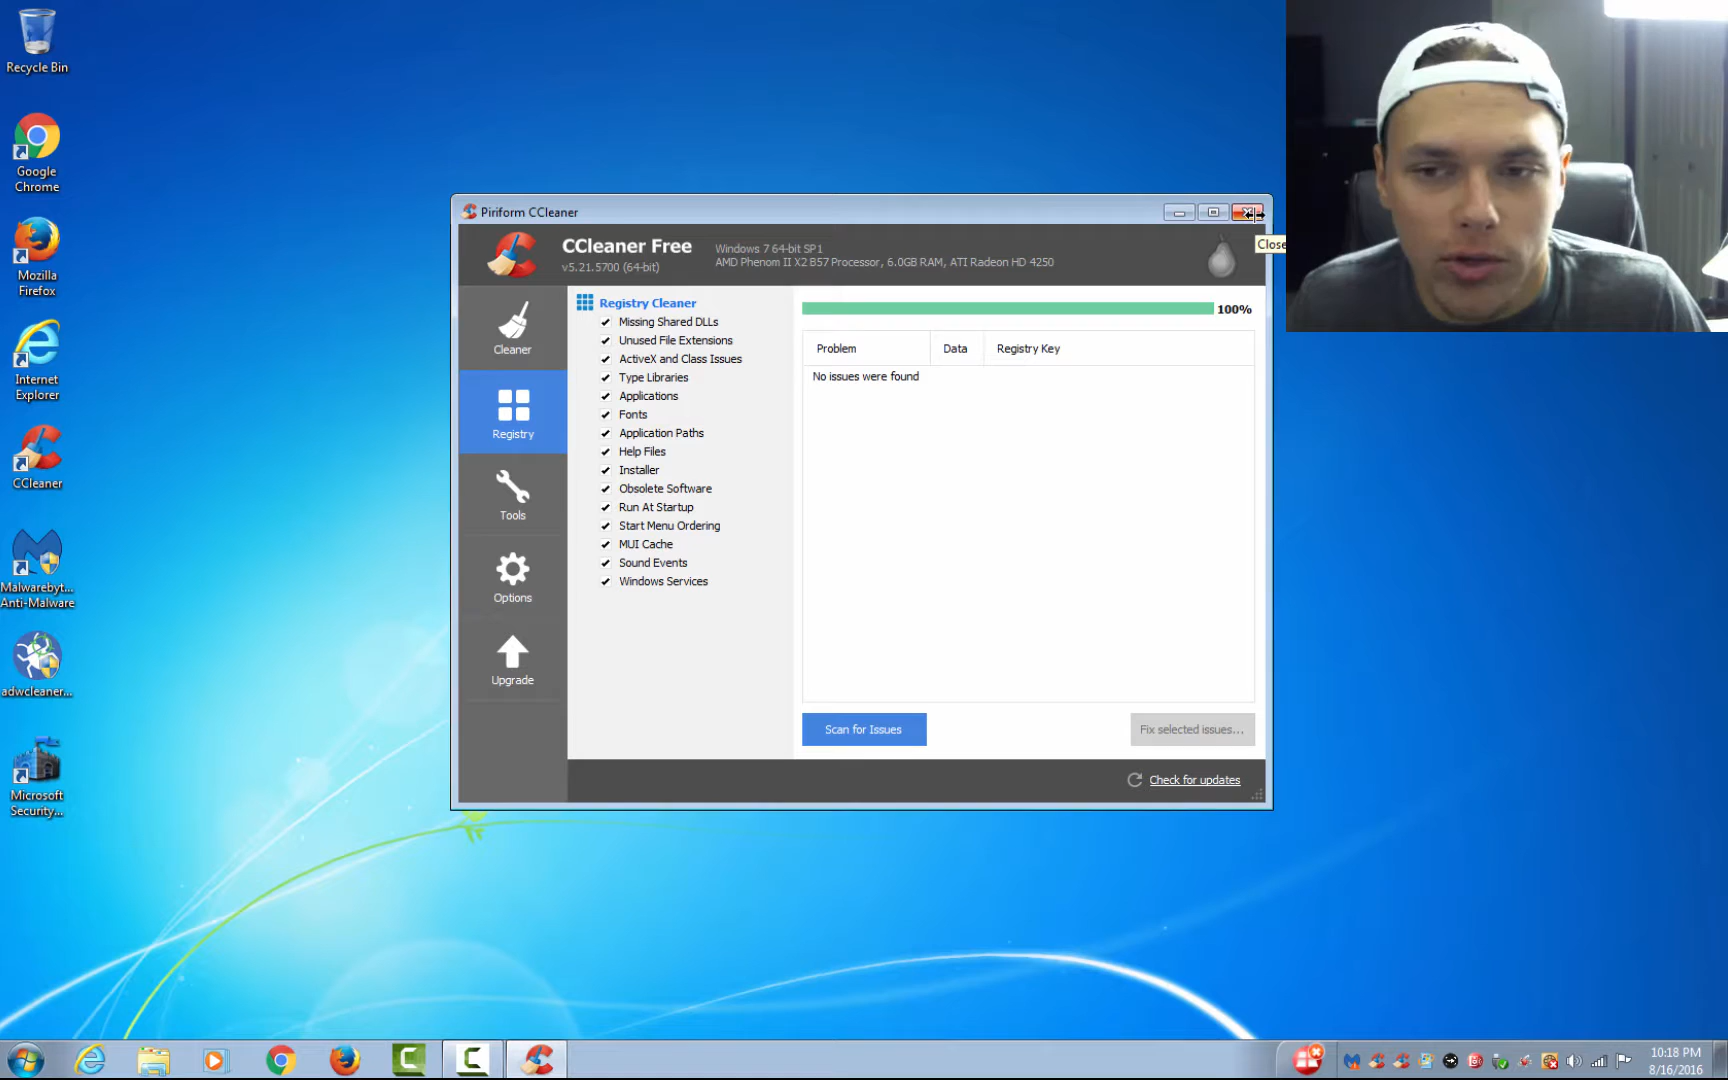 Recycle Bin
Google
Chrome
Mozilla
Firefox
Internet
Explorer
CCleaner
Malwarebyt...
Anti-Malware
adwcleaner...
Microsoft
Security...
Piriform CCleaner
Close
CCleaner Free
v5.21.5700 (64-bit)
Windows 7 64-bit SP1
AMD Phenom II X2 B57 Processor, 6.0GB RAM, ATI Radeon HD 4250
Cleaner
Registry
Tools
Options
Upgrade
Registry Cleaner
Missing Shared DLLs
Unused File Extensions
ActiveX and Class Issues
Type Libraries
Applications
Fonts
Application Paths
Help Files
Installer
Obsolete Software
Run At Startup
Start Menu Ordering
MUI Cache
Sound Events
Windows Services
100%
Problem Data Registry Key
No issues were found
Scan for Issues
Fix selected issues...
Check for updates
10:18 PM
8/16/2016